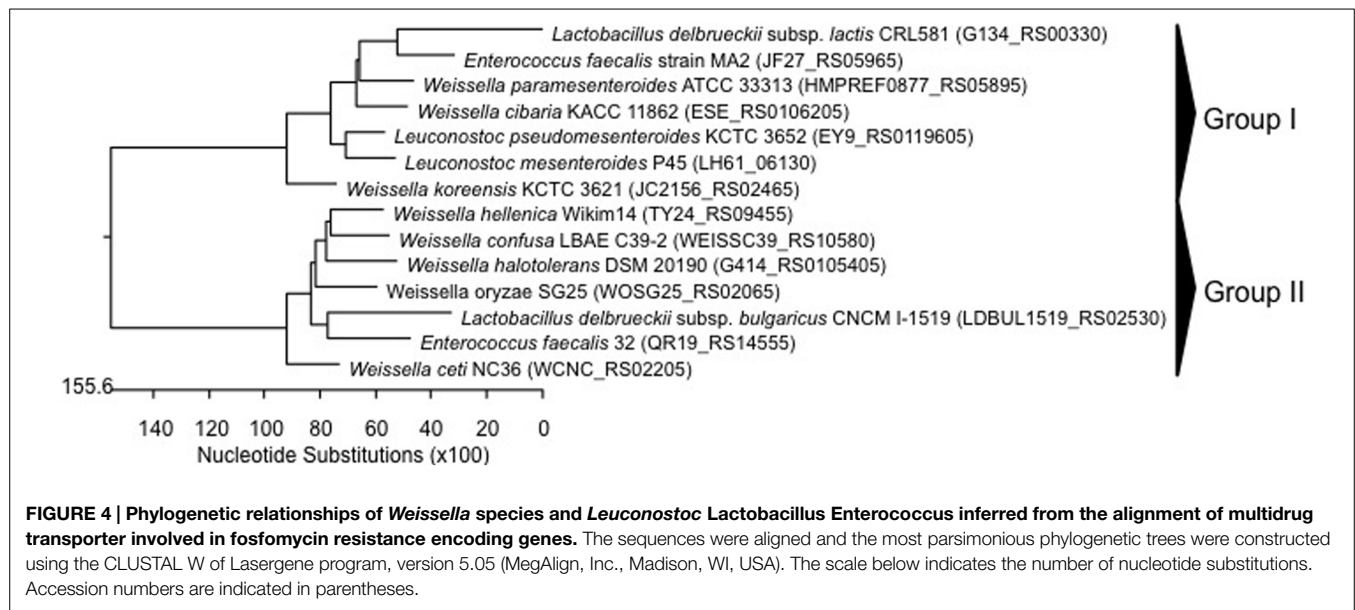 Lactobacillus delbrueckii subsp. lactis CRL581 (G134_RS00330)
Enterococcus faecalis strain MA2 (JF27_RS05965)
Weissella paramesenteroides ATCC 33313 (HMPREF0877_RS05895)
Weissella cibaria KACC 11862 (ESE_RS0106205)
Leuconostoc pseudomesenteroides KCTC 3652 (EY9_RS0119605)
Leuconostoc mesenteroides P45 (LH61_06130)
Weissella koreensis KCTC 3621 (JC2156_RS02465)
Group I
Weissella hellenica Wikim14 (TY24_RS09455)
Weissella confusa LBAE C39-2 (WEISSC39_RS10580)
Weissella halotolerans DSM 20190 (G414_RS0105405)
Weissella oryzae SG25 (WOSG25_RS02065)
Lactobacillus delbrueckii subsp. bulgaricus CNCM I-1519 (LDBUL1519_RS02530)
Enterococcus faecalis 32 (QR19_RS14555)
Weissella ceti NC36 (WCNC_RS02205)
Group II
155.6
140 120 100 80 60 40 20 0
Nucleotide Substitutions (x100)
FIGURE 4 | Phylogenetic relationships of Weissella species and Leuconostoc Lactobacillus Enterococcus inferred from the alignment of multidrug
transporter involved in fosfomycin resistance encoding genes. The sequences were aligned and the most parsimonious phylogenetic trees were constructed
using the CLUSTAL W of Lasergene program, version 5.05 (MegAlign, Inc., Madison, WI, USA). The scale below indicates the number of nucleotide substitutions.
Accession numbers are indicated in parentheses.